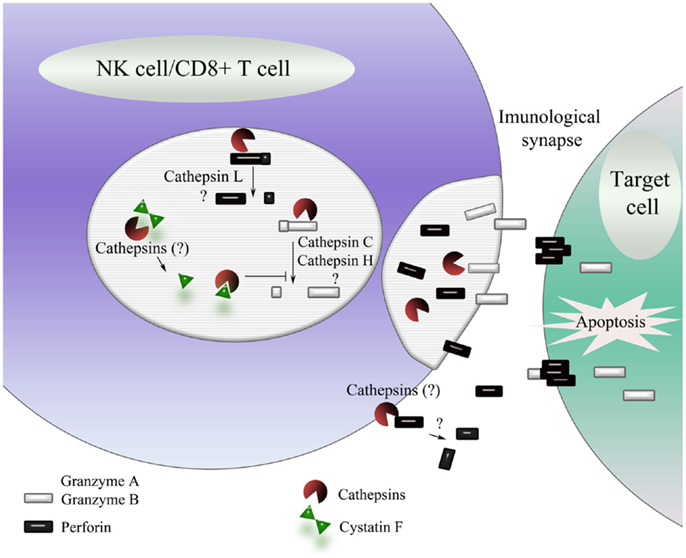 NK cell/CD8+ T cell
Imunological
synapse
Target
cell
Cathepsin L
?
Cathepsins (?)
Cathepsin C
Cathepsin H
?
Apoptosis
Cathepsins (?)
?
Granzyme A
Granzyme B
Perforin
Cathepsins
Cystatin F